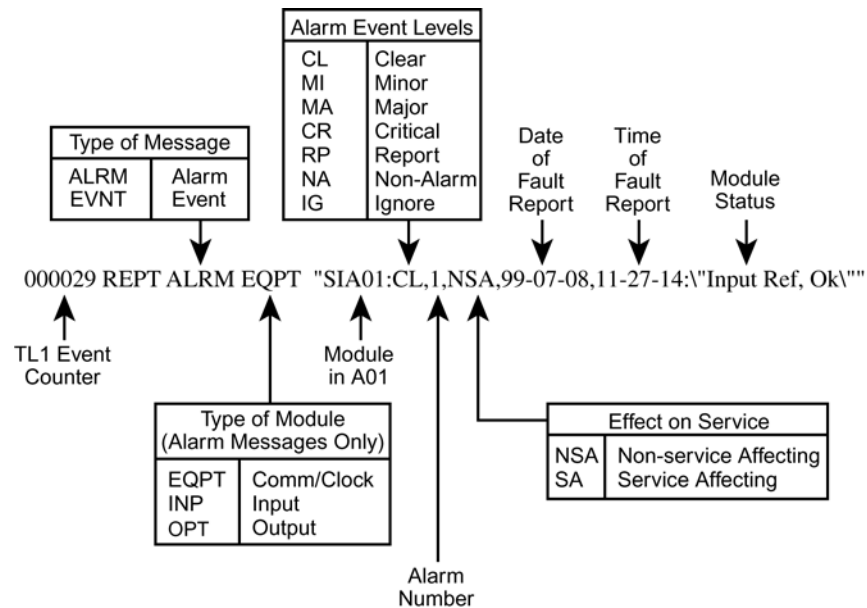 Alarm Event Levels
CL Clear
MI Minor
MA Major
CR Critical
RP Report
NA Non-Alarm
IG Ignore
Type of Message
ALRM Alarm
EVNT Event
Date
of
Fault
Report
Time
of
Fault
Report
Module
Status
000029 REPT ALRM EQPT "SIA01:CL,1,NSA,99-07-08,11-27-14:\"Input Ref, Ok\""
TL1 Event
Counter
Module
in A01
Type of Module
(Alarm Messages Only)
EQPT Comm/Clock
INP Input
OPT Output
Effect on Service
NSA Non-service Affecting
SA Service Affecting
Alarm
Number